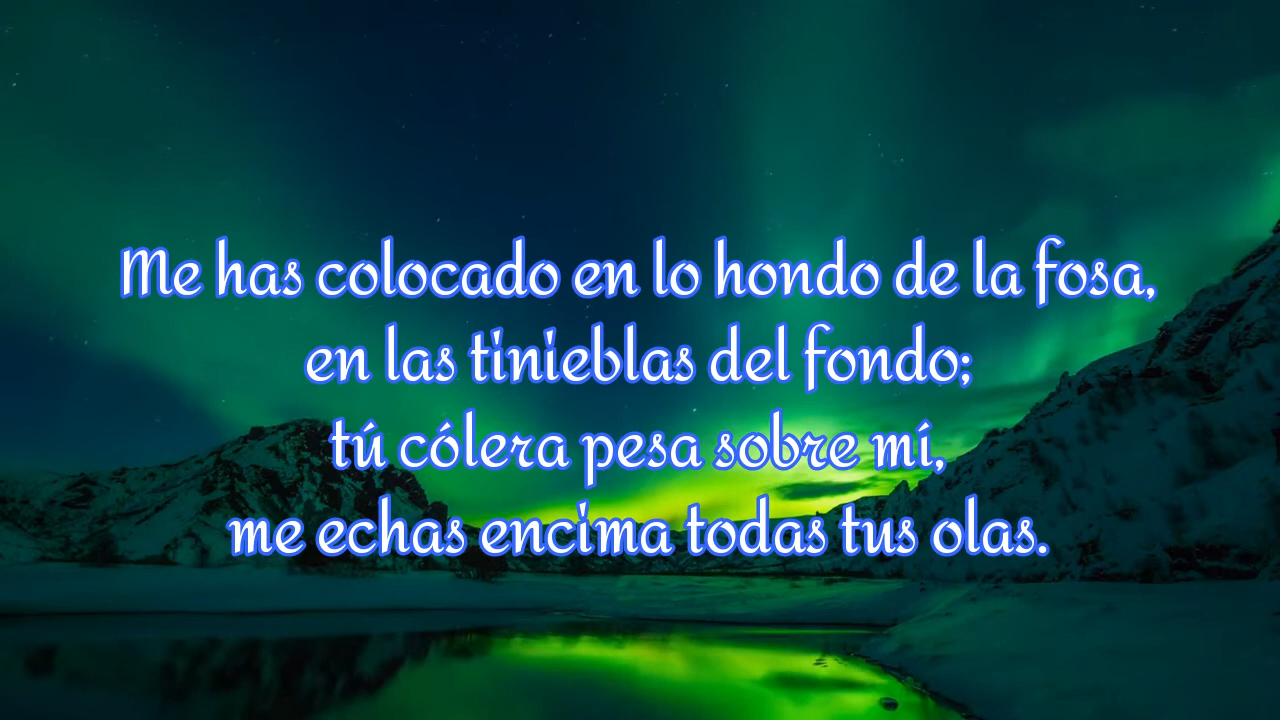 Me has colocado en lo hondo de la fosa,
en las tinieblas del fondo;
tú cólera pesa sobre mí,
me echas encima todas tus olas.